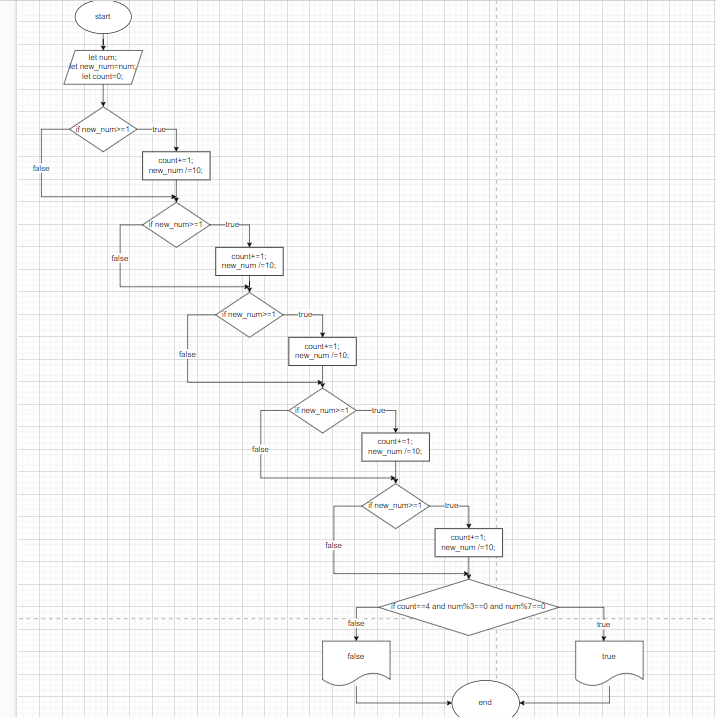 start
let num;
let new_num=num;
let count=0;
if new_num>=1
true
false
count+=1;
new_num /=10;
if new_num>=1
true
false
count+=1;
new_num /=10;
if new_num>=1
true
false
count+=1;
new_num /=10;
if new_num>=1
true
false
count+=1;
new_num /=10;
if new_num>=1
true
false
count+=1;
new_num /=10;
if count==4 and num%3==0 and num%7==0
false
true
false
true
end